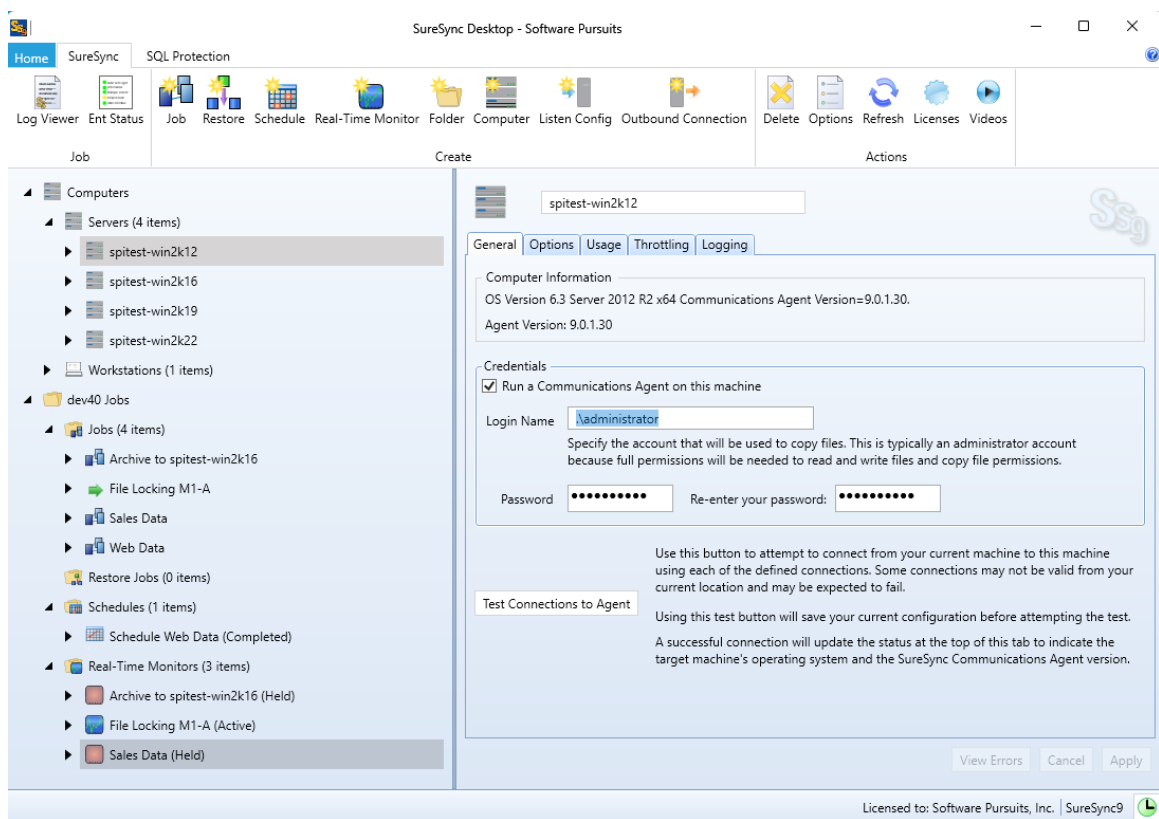 SureSync Desktop - Software Pursuits
Home SureSync SQL Protection
Log Viewer Ent Status Job Restore Schedule Real-Time Monitor Folder Computer Listen Config Outbound Connection Delete Options Refresh Licenses Videos
Job Create Actions
Computers
Servers (4 items)
spitest-win2k12
spitest-win2k16
spitest-win2k19
spitest-win2k22
Workstations (1 items)
dev40 Jobs
Jobs (4 items)
Archive to spitest-win2k16
File Locking M1-A
Sales Data
Web Data
Restore Jobs (0 items)
Schedules (1 items)
Schedule Web Data (Completed)
Real-Time Monitors (3 items)
Archive to spitest-win2k16 (Held)
File Locking M1-A (Active)
Sales Data (Held)
spitest-win2k12
Ssg
General Options Usage Throttling Logging
Computer Information
OS Version 6.3 Server 2012 R2 x64 Communications Agent Version=9.0.1.30.
Agent Version: 9.0.1.30
Credentials
Run a Communications Agent on this machine
Login Name .\administrator
Specify the account that will be used to copy files. This is typically an administrator account
because full permissions will be needed to read and write files and copy file permissions.
Password ●●●●●●●●●● Re-enter your password: ●●●●●●●●●●
Use this button to attempt to connect from your current machine to this machine
using each of the defined connections. Some connections may not be valid from your
current location and may be expected to fail.
Test Connections to Agent
Using this test button will save your current configuration before attempting the test.
A successful connection will update the status at the top of this tab to indicate the
target machine's operating system and the SureSync Communications Agent version.
View Errors Cancel Apply
Licensed to: Software Pursuits, Inc. SureSync9